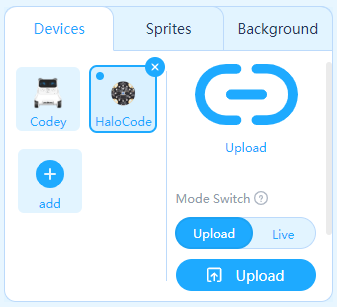 Devices
Sprites
Background
Codey
HaloCode
add
Upload
Mode Switch ?
Upload
Live
Upload